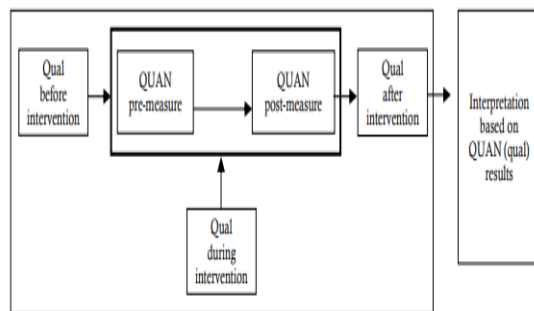 Qual
before
intervention
QUAN
pre-measure
QUAN
post-measure
Qual
after
intervention
Qual
during
intervention
Interpretation
based on
QUAN (qual)
results